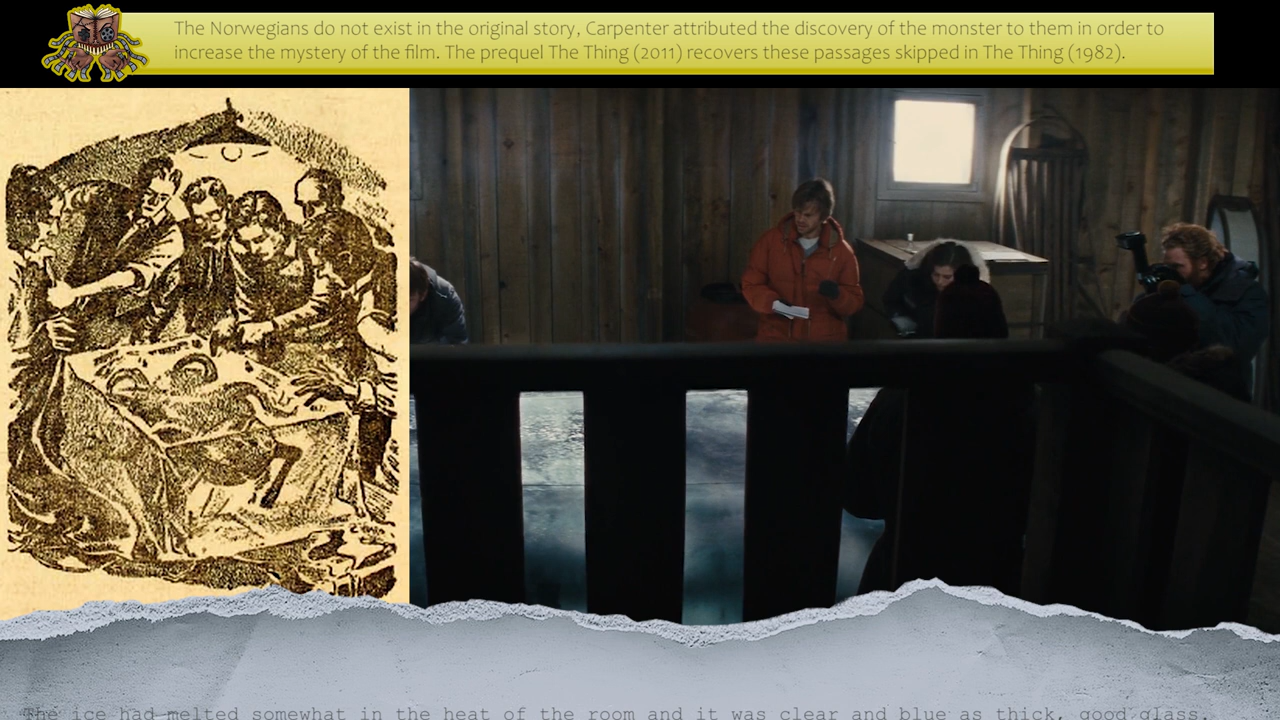 The Norwegians do not exist in the original story, Carpenter attributed the discovery of the monster to them in order to
increase the mystery of the film. The prequel The Thing (2011) recovers these passages skipped in The Thing (1982).
The ice had melted somewhat in the heat of the room and it was clear and blue as thick, good glass.